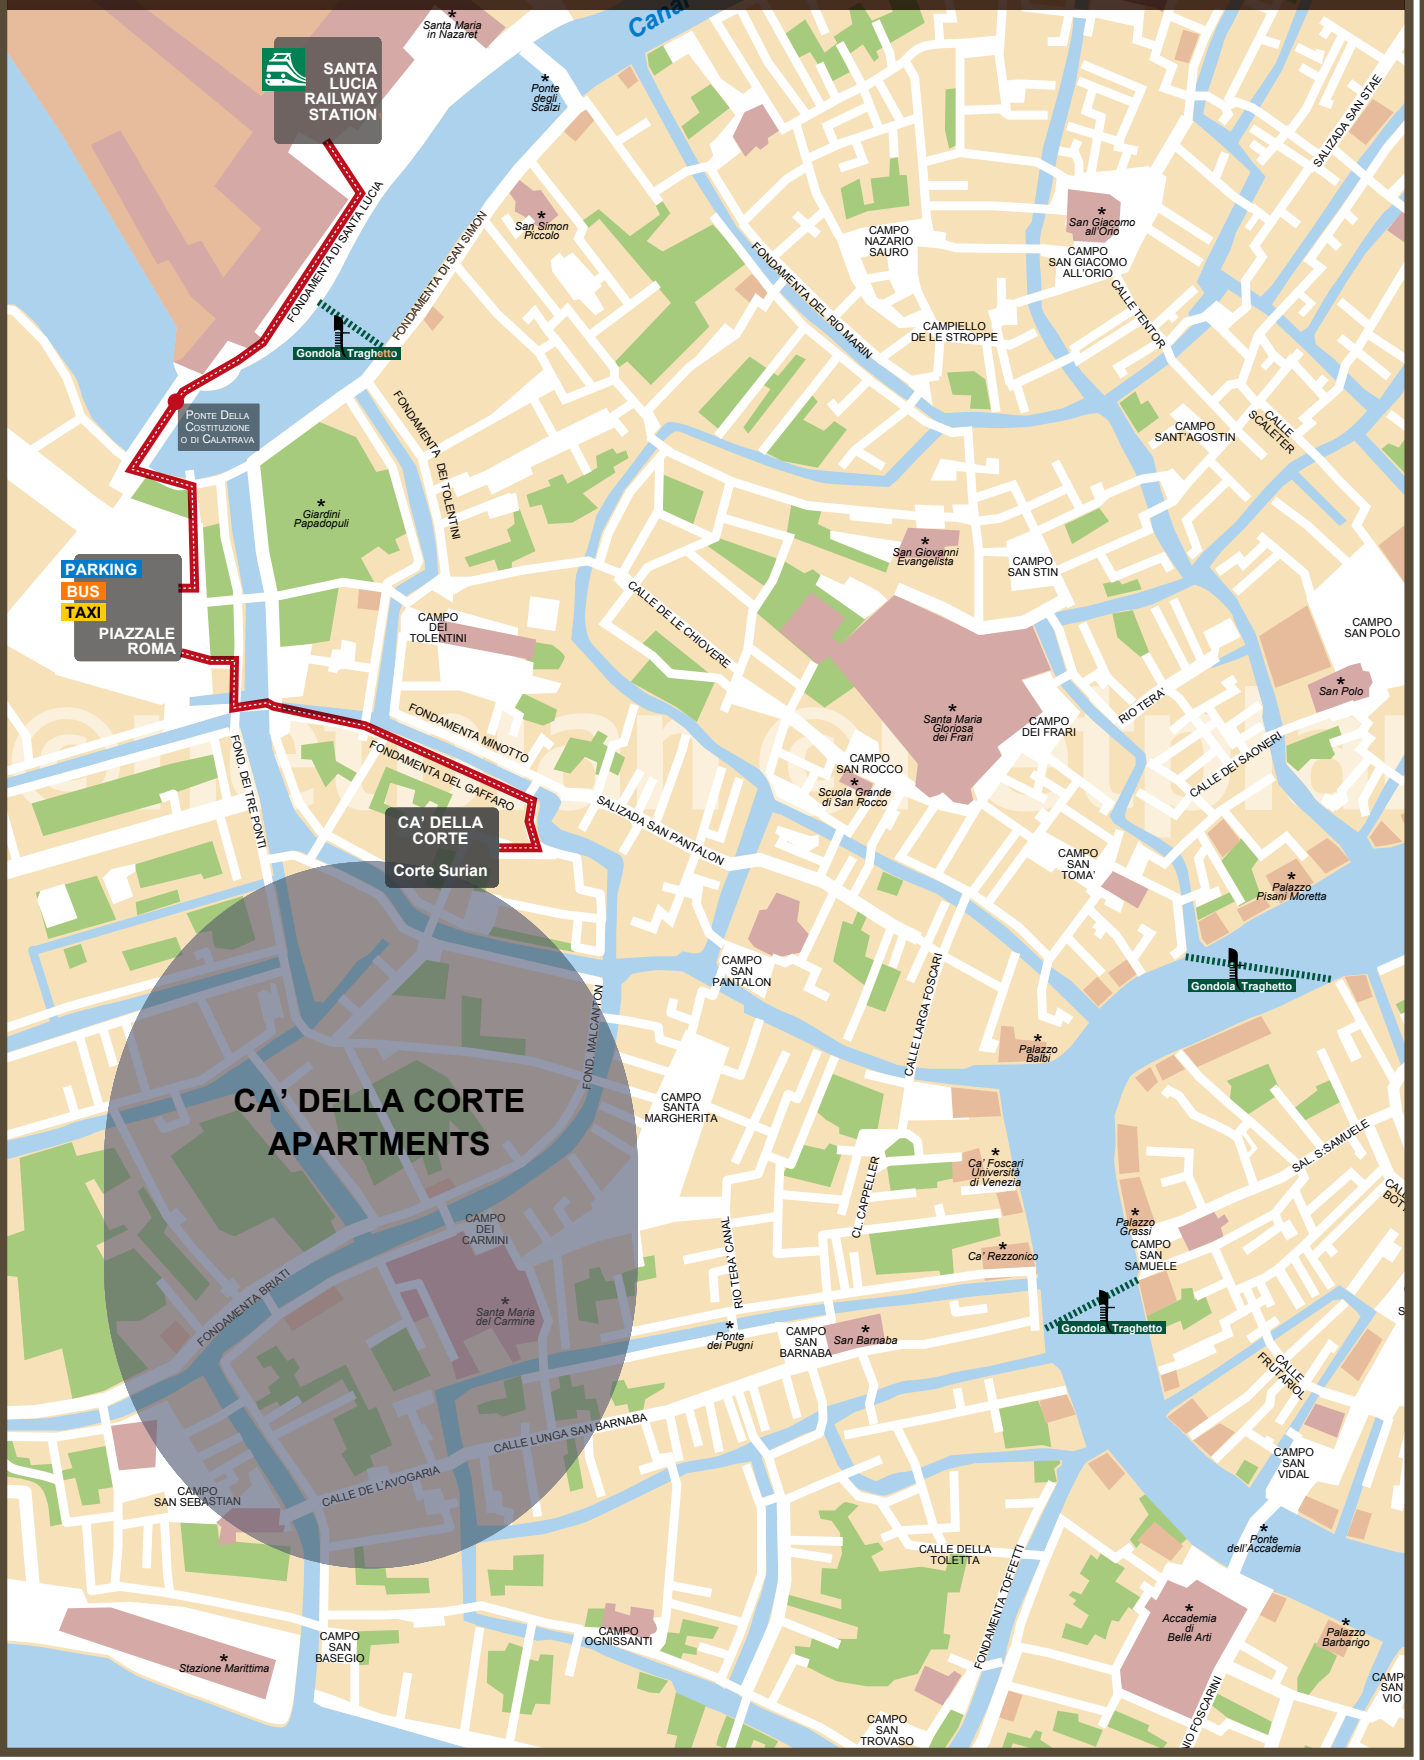 Santa Maria
in Nazaret
SANTA
LUCIA
RAILWAY
STATION
Ponte
degli
Scalzi
SALIZADA SAN STAE
FONDAMENTA DI SANTA LUCIA
FONDAMENTA DI SAN SIMON
San Simon
Piccolo
San Giacomo
all'Orio
CAMPO
NAZARIO
SAURO
CAMPO
SAN GIACOMO
ALL'ORIO
FONDAMENTA DEL RIO MARIN
CALLE TENTOR
CAMPIELLO
DE LE STROPPE
Gondola Traghetto
PONTE DELLA
COSTITUZIONE
O DI CALATRAVA
FONDAMENTA DEI TOLENTINI
CAMPO
SANT'AGOSTIN
CALLE
SCALETER
Giardini
Papadopuli
San Giovanni
Evangelista
CAMPO
SAN STIN
PARKING
BUS
TAXI
PIAZZALE
ROMA
CAMPO
DEI
TOLENTINI
CALLE DE LE CHIOVERE
CAMPO
SAN POLO
San Polo
Santa Maria
Gloriosa
dei Frari
CAMPO
DEI FRARI
RIO TERA'
FONDAMENTA MINOTTO
FONDAMENTA DEL GAFFARO
FOND. DEI TRE PONTI
CAMPO
SAN ROCCO
Scuola Grande
di San Rocco
CALLE DEI SAONERI
SALIZADA SAN PANTALON
CA' DELLA
CORTE
Corte Surian
CAMPO
SAN
TOMA'
Palazzo
Pisani Moretta
CAMPO
SAN
PANTALON
CALLE LARGA FOSCARI
Gondola Traghetto
FOND. MALCANTON
Palazzo
Balbi
CA' DELLA CORTE
APARTMENTS
CAMPO
SANTA
MARGHERITA
SAL. S.SAMUELE
CL. CAPPELLER
Ca' Foscari
Università
di Venezia
CAMPO
DEI
CARMINI
RIO TERA' CANAL
Ca' Rezzonico
Palazzo
Grassi
CAMPO
SAN
SAMUELE
FONDAMENTA BRIATI
Santa Maria
del Carmine
Ponte
dei Pugni
CAMPO
SAN
BARNABA
San Barnaba
Gondola Traghetto
CALLE
FRUTARIOL
CALLE LUNGA SAN BARNABA
CALLE DE L'AVOGARIA
CAMPO
SAN SEBASTIAN
CAMPO
SAN
VIDAL
Ponte
dell'Accademia
CALLE DELLA
TOLETTA
FONDAMENTA TOFFETTI
Accademia
di
Belle Arti
Palazzo
Barbarigo
CAMPO
OGNISSANTI
CAMPO
SAN
BASEGIO
Stazione Marittima
CAMPO
SAN
VIO
CAMPO
SAN
TROVASO
NIO FOSCARINI